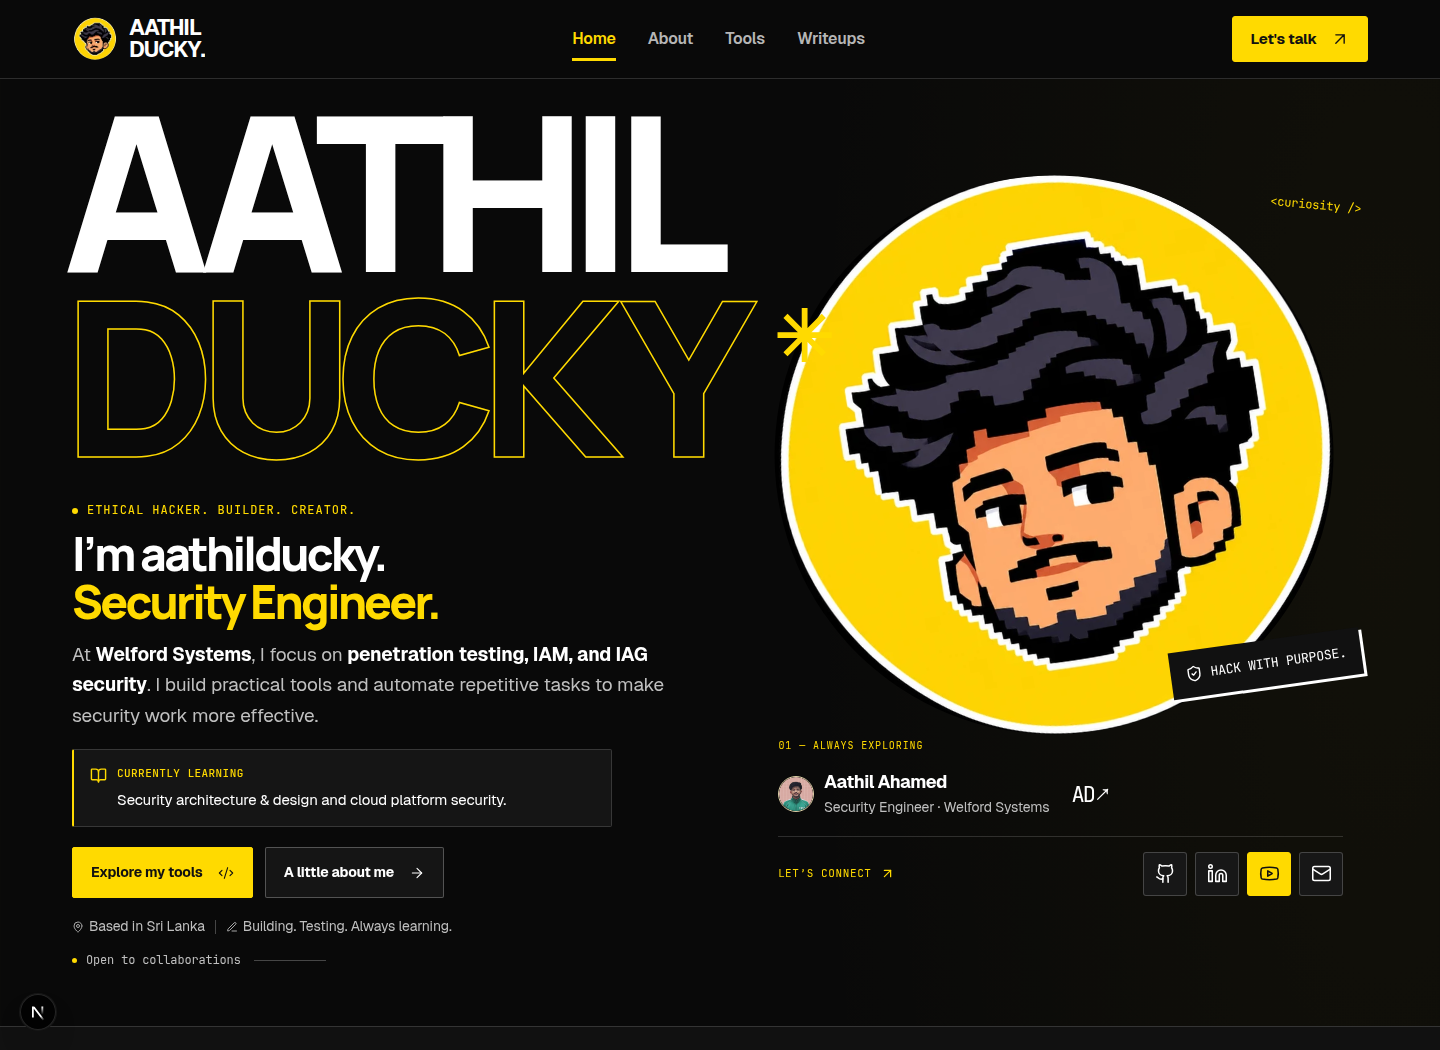 AATHIL
DUCKY.
Home
About
Tools
Writeups
Let's talk
AATHIL
DUCKY
<curiosity />
ETHICAL HACKER. BUILDER. CREATOR.
I’m aathilducky.
Security Engineer.
At Welford Systems, I focus on penetration testing, IAM, and IAG
security. I build practical tools and automate repetitive tasks to make
security work more effective.
CURRENTLY LEARNING
Security architecture & design and cloud platform security.
Explore my tools
A little about me
Based in Sri Lanka
Building. Testing. Always learning.
Open to collaborations
HACK WITH PURPOSE.
01 — ALWAYS EXPLORING
Aathil Ahamed
Security Engineer · Welford Systems
AD↗
LET’S CONNECT
N